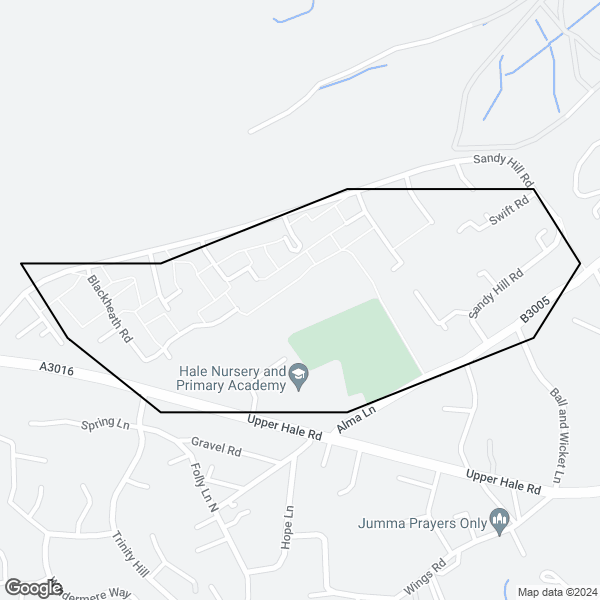 Sandy Hill Rd
Swift Rd
Sandy Hill Rd
Blackheath Rd
B3005
A3016
Hale Nursery and
Primary Academy
Alma Ln
Upper Hale Rd
Spring Ln
Gravel Rd
Ball and Wicket Ln
Folly Ln N
Upper Hale Rd
Hope Ln
Jumma Prayers Only
Trinity Hill
Wings Rd
Windermere Way
Google
Map data ©2024